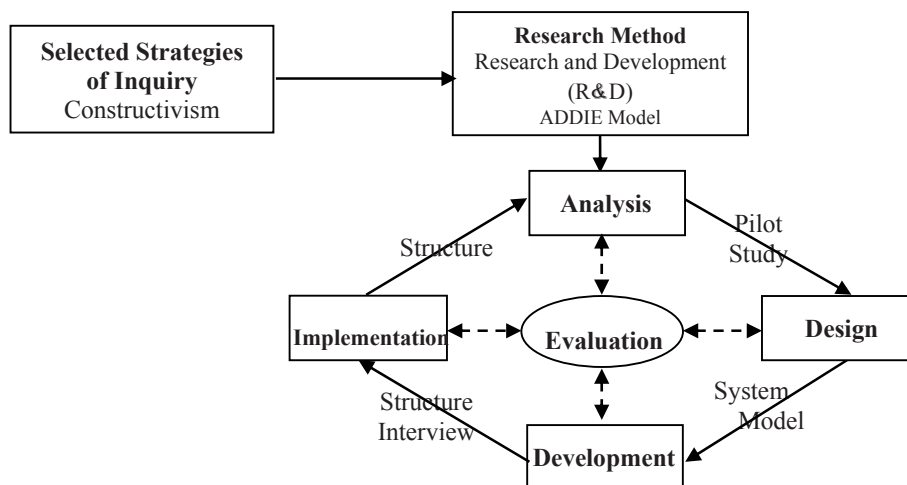 Selected Strategies
of Inquiry
Constructivism
Research Method
Research and Development
(R&D)
ADDIE Model
Analysis
Structure
Pilot
Study
Implementation
Evaluation
Design
Structure
Interview
System
Model
Development